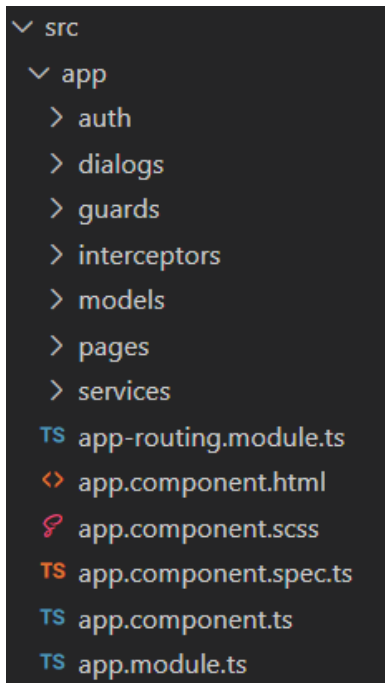 src
app
auth
dialogs
guards
interceptors
models
pages
services
TS app-routing.module.ts
<> app.component.html
app.component.scss
TS app.component.spec.ts
TS app.component.ts
TS app.module.ts